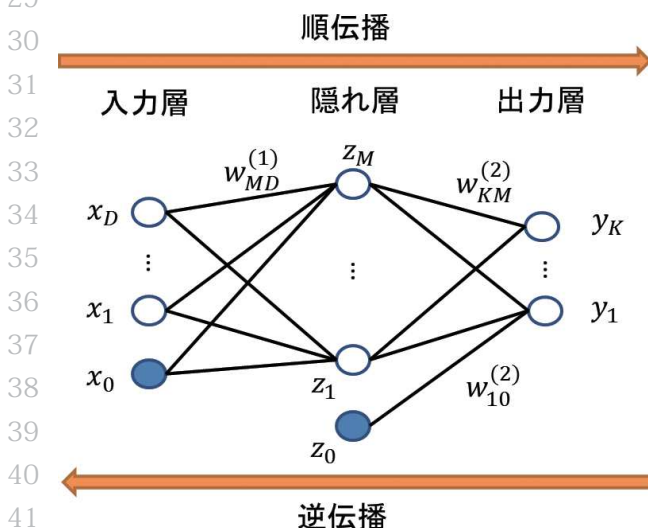 29
30
順伝播
31
入力層 隠れ層 出力層
32
33
w_{MD}^{(1)} z_M w_{KM}^{(2)}
34
x_D y_K
35
⋮ ⋮ ⋮
36
x_1 y_1
37
x_0
38
z_1 w_{10}^{(2)}
39
z_0
40
41
逆伝播